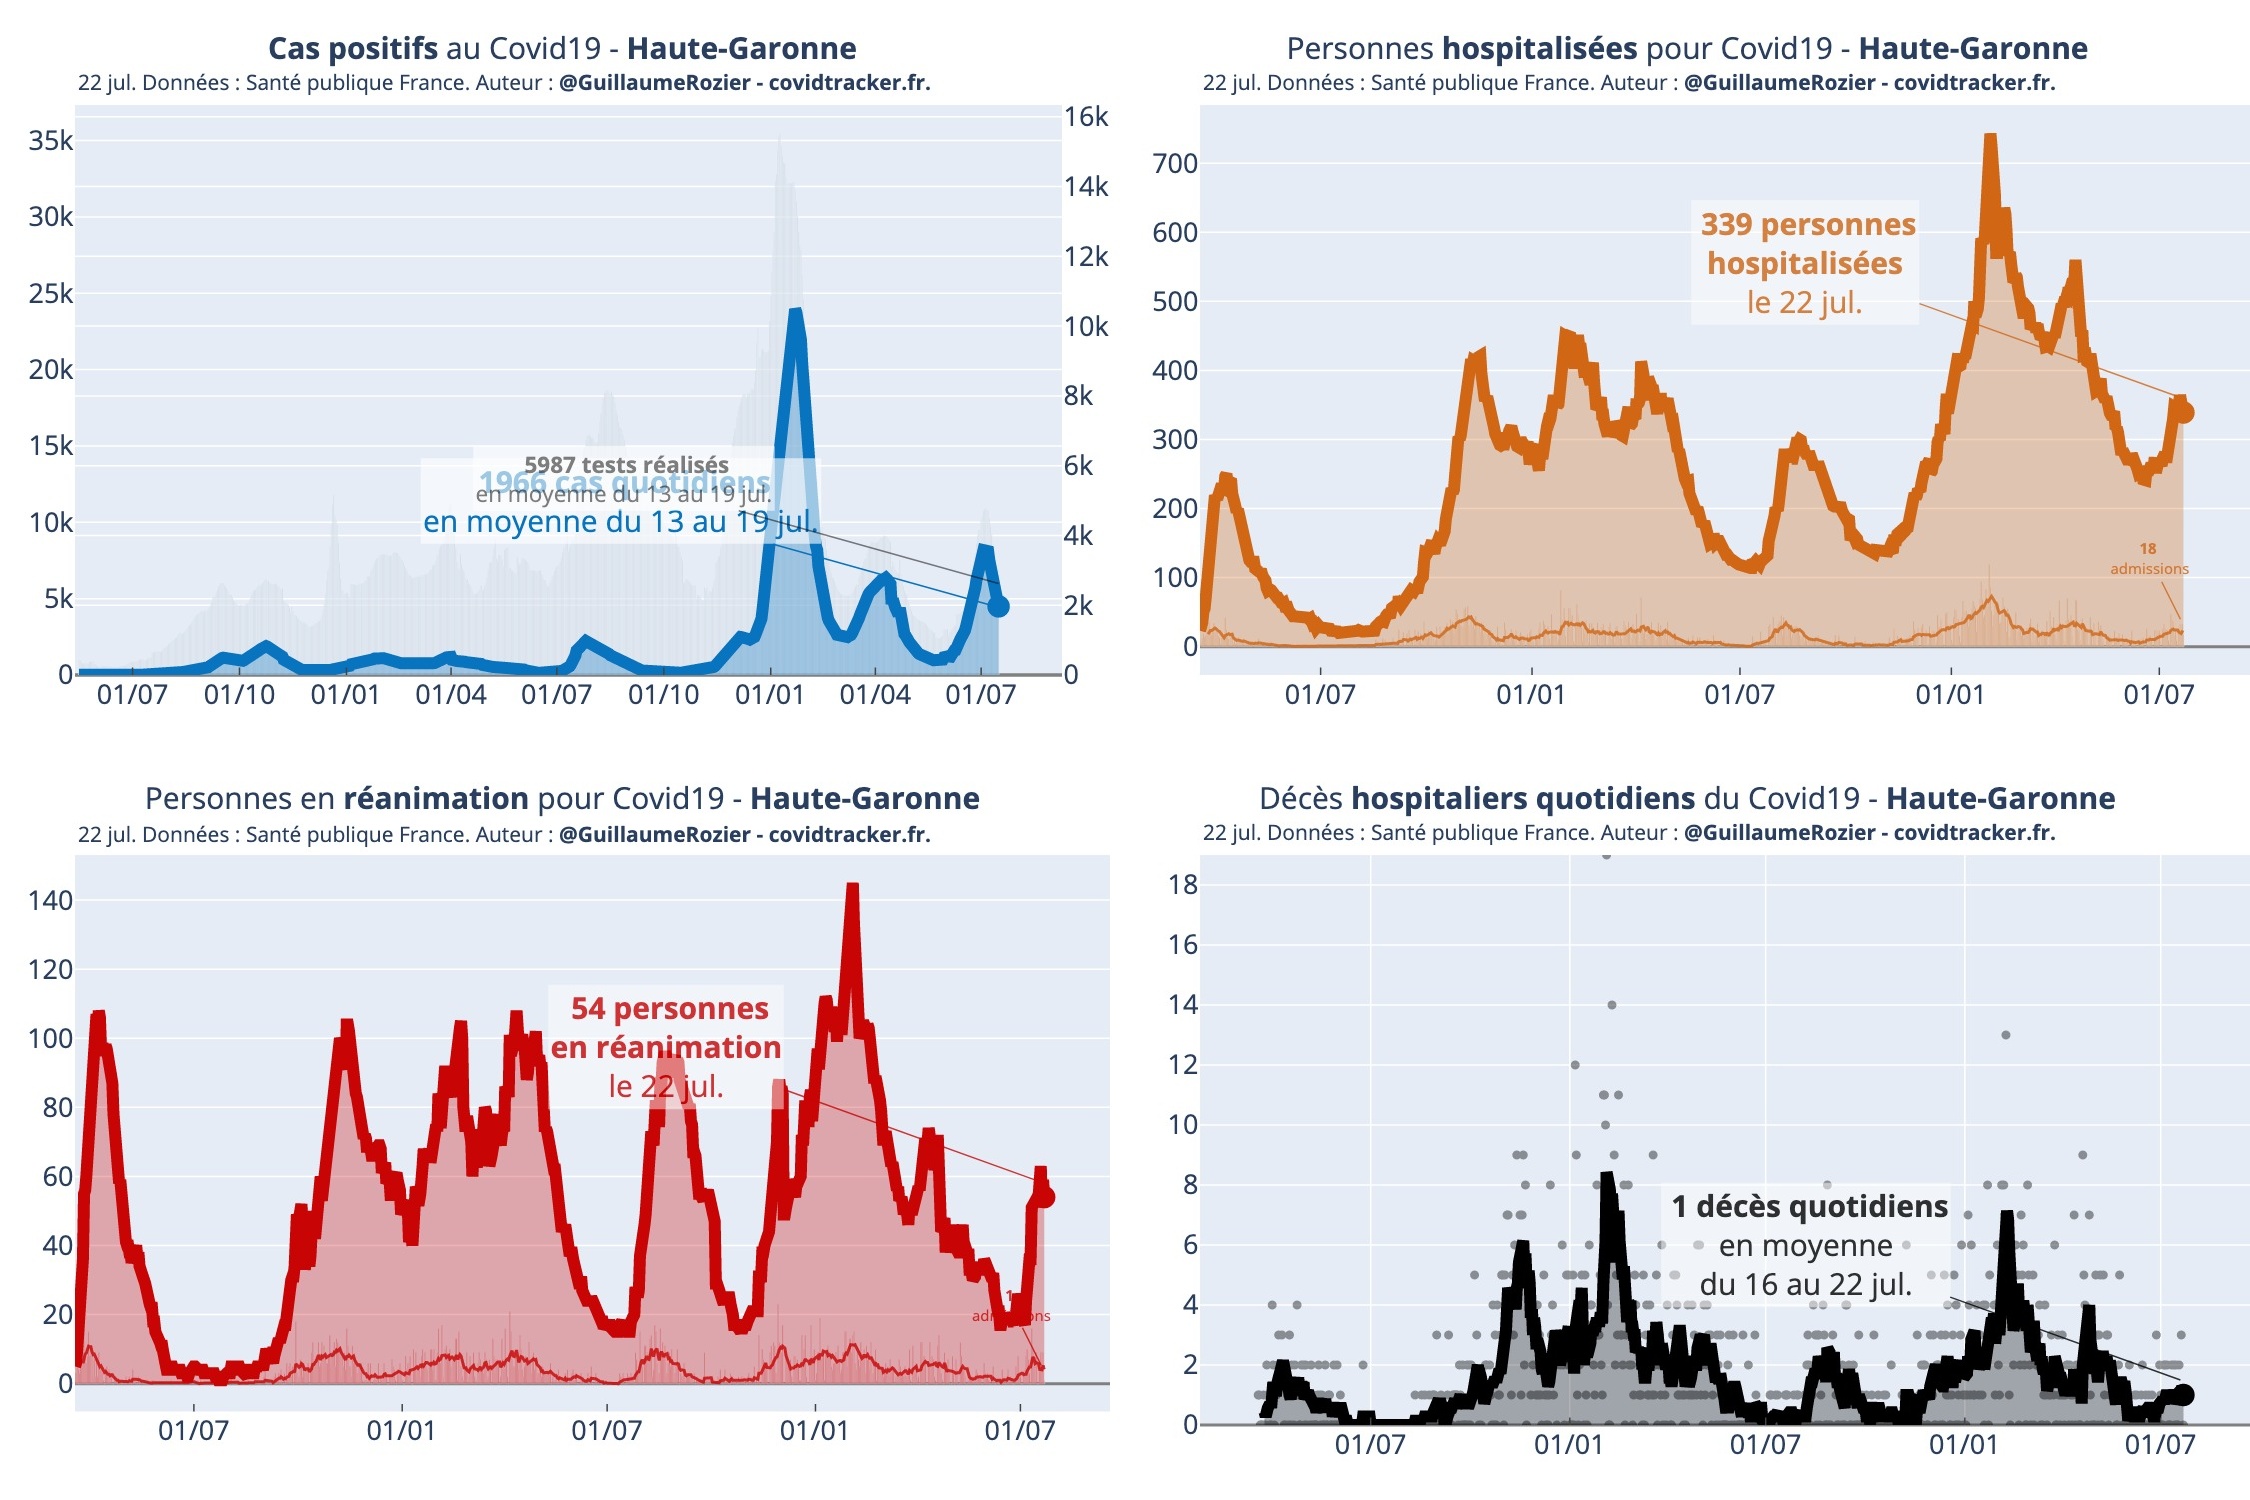 Cas positifs au Covid19 - Haute-Garonne
22 jul. Données : Santé publique France. Auteur : @GuillaumeRozier - covidtracker.fr.
35k
30k
25k
20k
15k
10k
5k
0
16k
14k
12k
10k
8k
6k
4k
2k
0
5987 tests réalisés
en moyenne du 13 au 19 jul.
1966 cas quotidiens
en moyenne du 13 au 19 jul.
01/07 01/10 01/01 01/04 01/07 01/10 01/01 01/04 01/07
Personnes hospitalisées pour Covid19 - Haute-Garonne
22 jul. Données : Santé publique France. Auteur : @GuillaumeRozier - covidtracker.fr.
700
600
500
400
300
200
100
0
339 personnes
hospitalisées
le 22 jul.
18
admissions
01/07 01/01 01/07 01/01 01/07
Personnes en réanimation pour Covid19 - Haute-Garonne
22 jul. Données : Santé publique France. Auteur : @GuillaumeRozier - covidtracker.fr.
140
120
100
80
60
40
20
0
54 personnes
en réanimation
le 22 jul.
01/07 01/01 01/07 01/01 01/07
Décès hospitaliers quotidiens du Covid19 - Haute-Garonne
22 jul. Données : Santé publique France. Auteur : @GuillaumeRozier - covidtracker.fr.
18
16
14
12
10
8
6
4
2
0
1 décès quotidiens
en moyenne
du 16 au 22 jul.
01/07 01/01 01/07 01/01 01/07